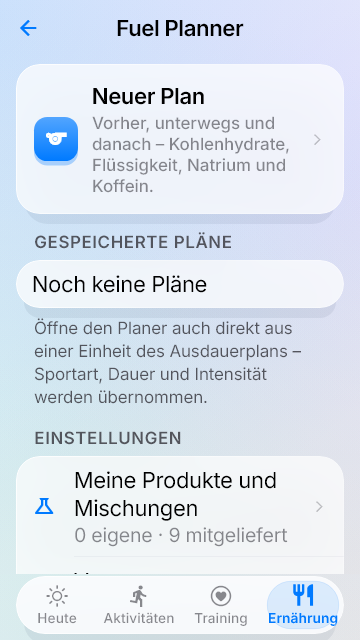 Fuel Planner
Neuer Plan
Vorher, unterwegs und
danach – Kohlenhydrate,
Flüssigkeit, Natrium und
Koffein.
GESPEICHERTE PLÄNE
Noch keine Pläne
Öffne den Planer auch direkt aus
einer Einheit des Ausdauerplans –
Sportart, Dauer und Intensität
werden übernommen.
EINSTELLUNGEN
Meine Produkte und
Mischungen
0 eigene · 9 mitgeliefert
Heute
Aktivitäten
Training
Ernährung